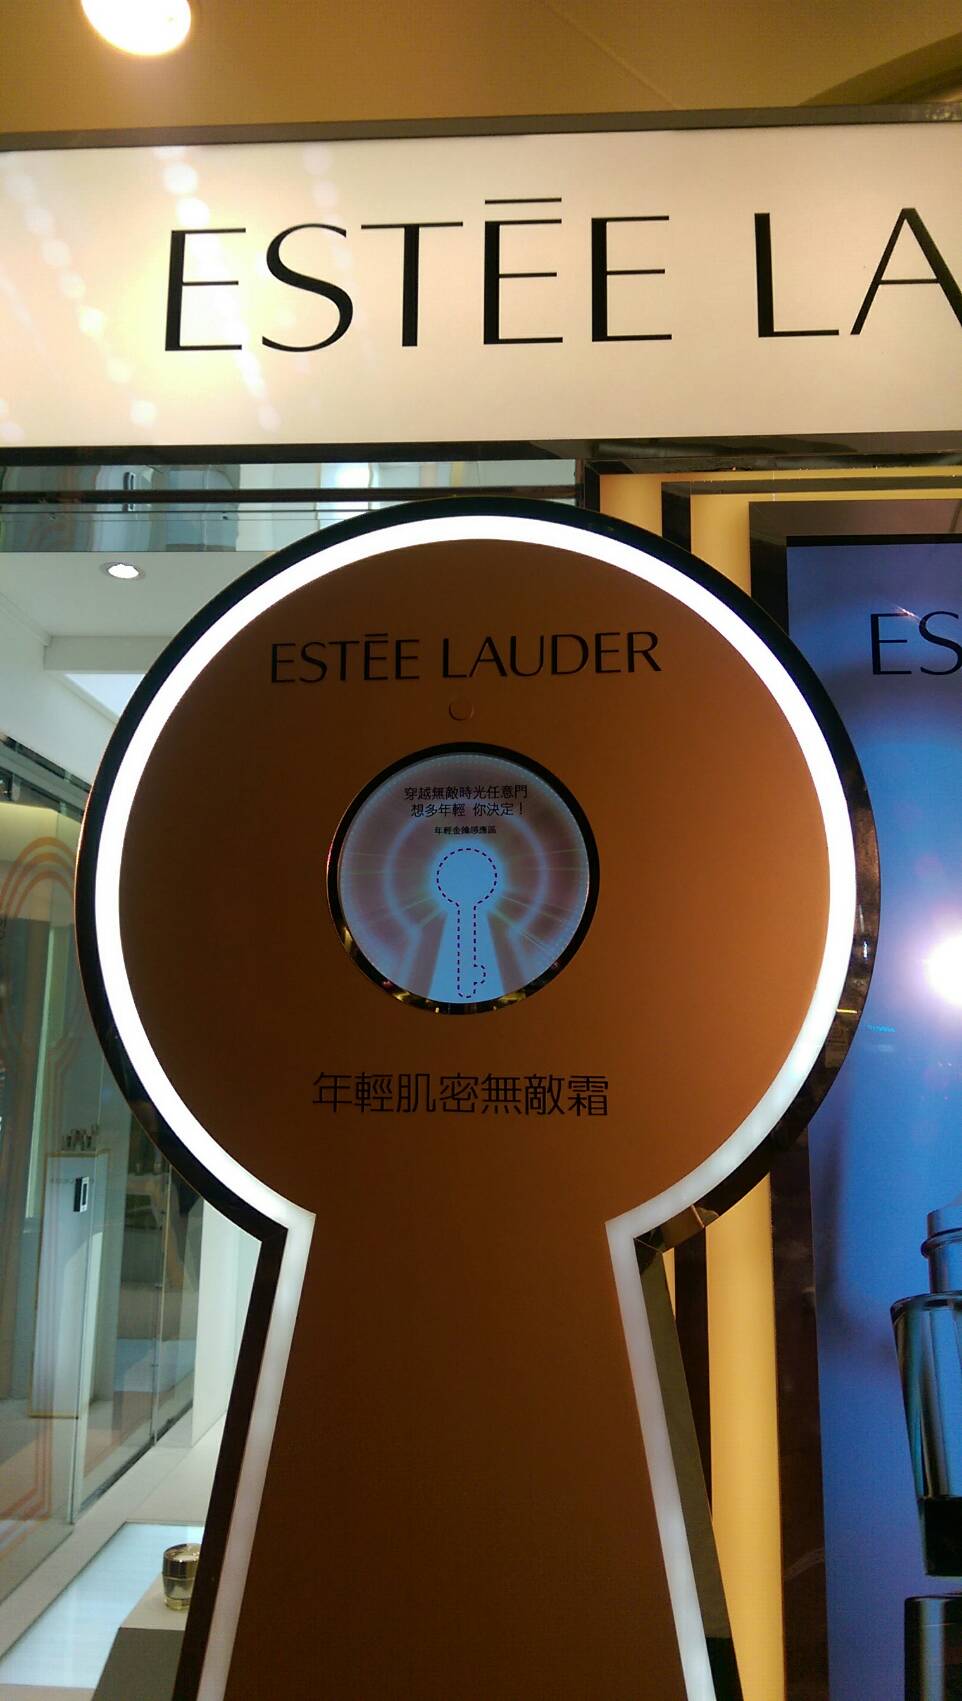 ESTĒE LA
ESTĒE LAUDER
ES
穿越無敵時光任意門
想多年輕 你決定！
年輕金鑰感應區
年輕肌密無敵霜